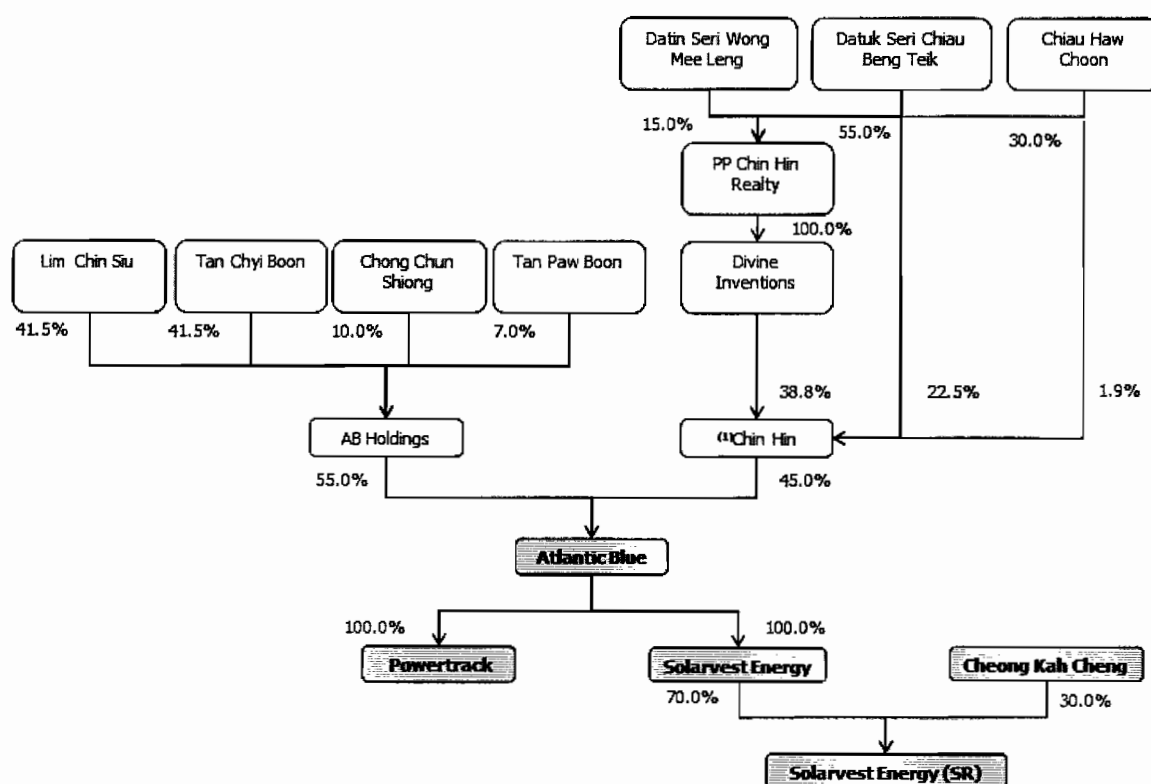 Datin Seri Wong
Mee Leng
Datuk Seri Chiau
Beng Teik
Chiau Haw
Choon
15.0%
55.0%
30.0%
PP Chin Hin
Realty
100.0%
Lim Chin Siu
Tan Chyi Boon
Chong Chun
Shiong
Tan Paw Boon
Divine
Inventions
41.5%
41.5%
10.0%
7.0%
38.8%
22.5%
1.9%
AB Holdings
(1)Chin Hin
55.0%
45.0%
Atlantic Blue
100.0%
100.0%
Powertrack
Solarvest Energy
Cheong Kah Cheng
70.0%
30.0%
Solarvest Energy (SR)